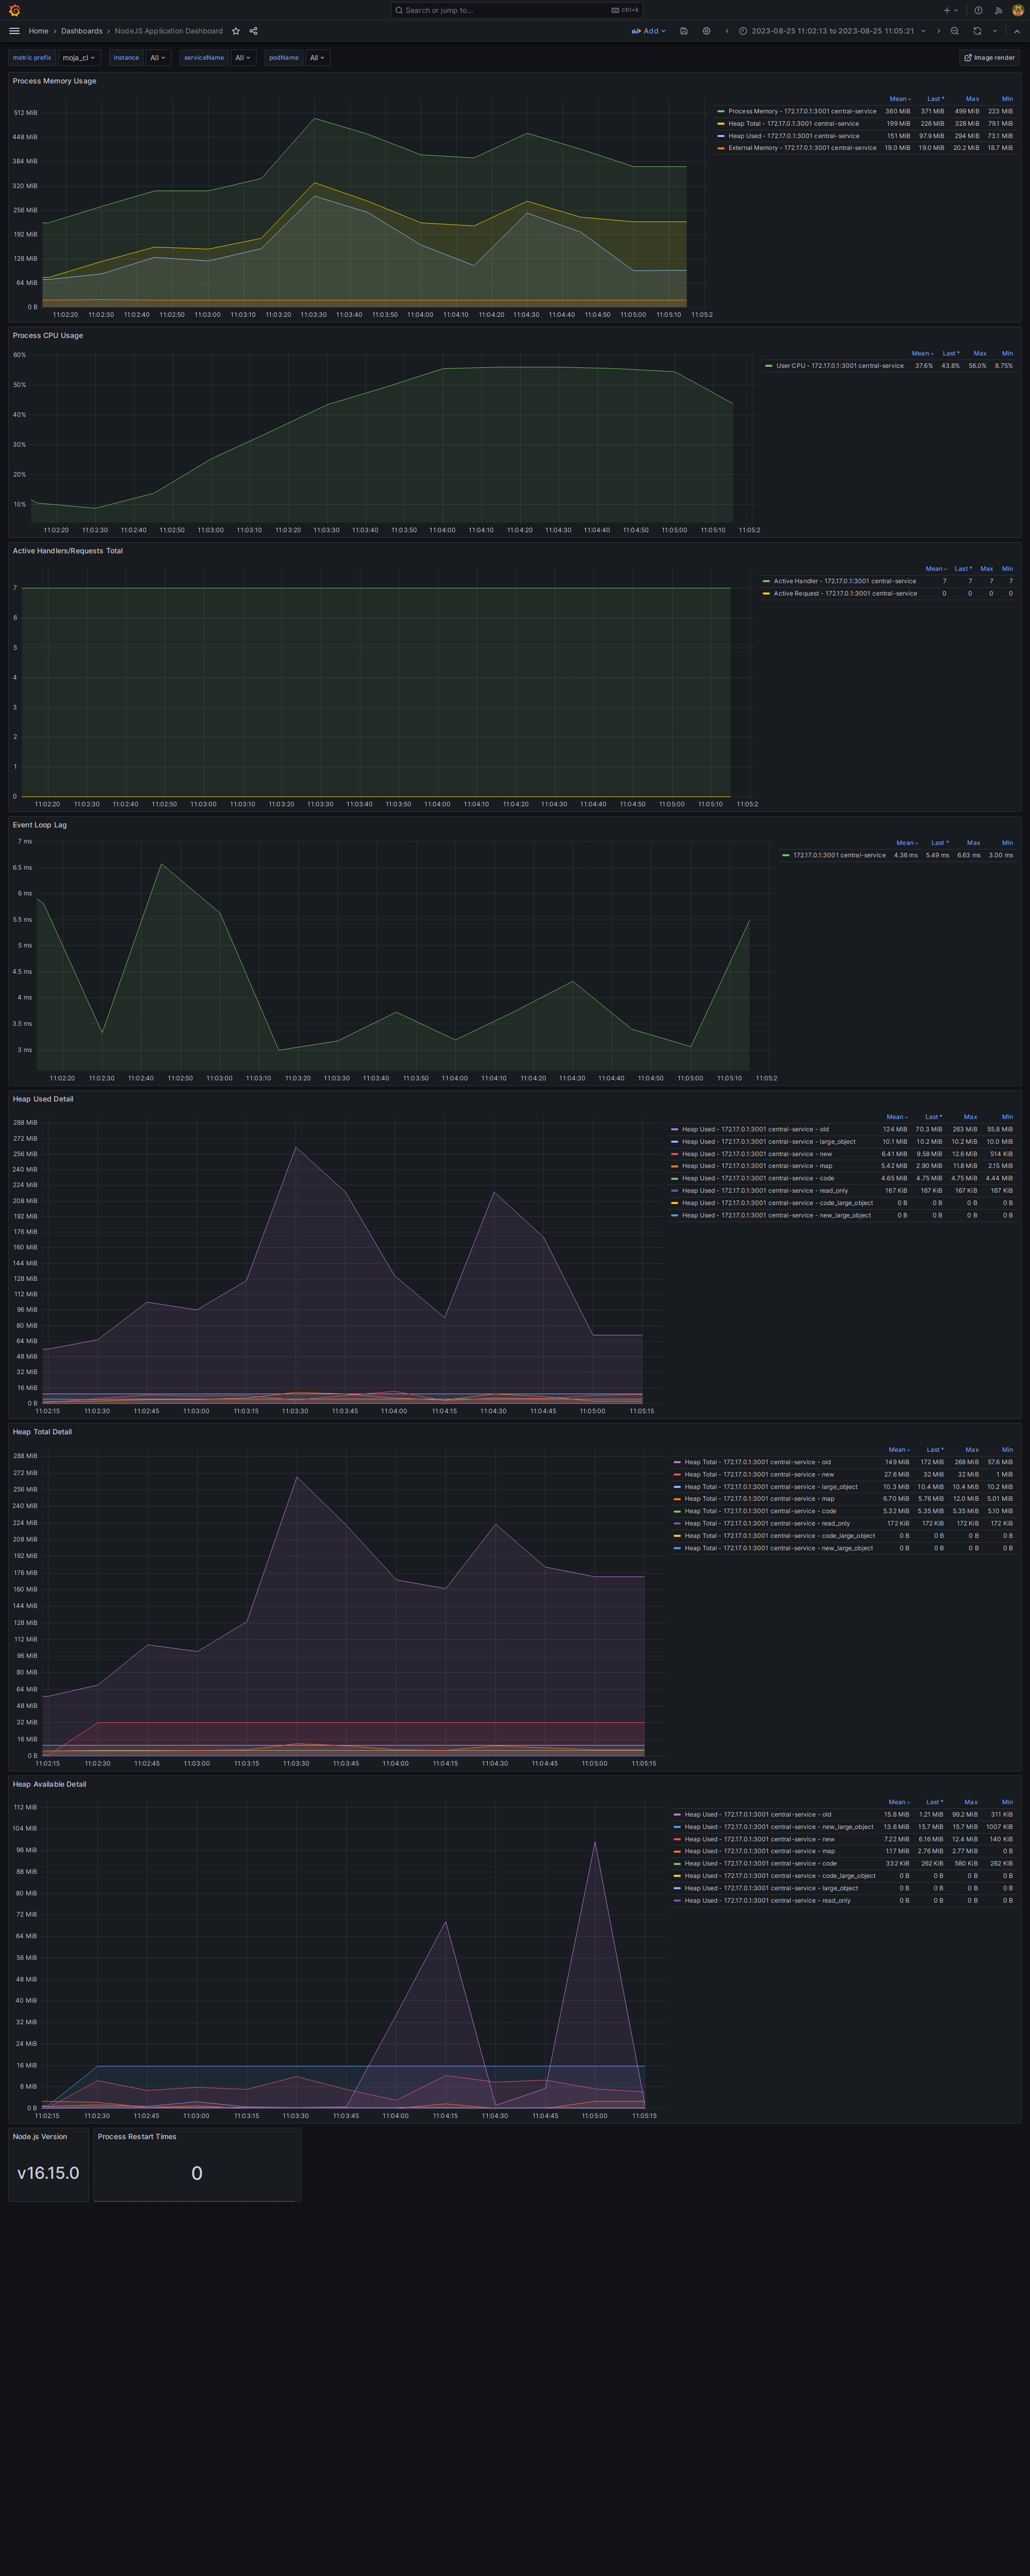 Search or jump to... ctrl+k
Home › Dashboards › NodeJS Application Dashboard Add 2023-08-25 11:02:13 to 2023-08-25 11:05:21
metric prefix moja_cl instance All serviceName All podName All Image render
Process Memory Usage
Mean Last * Max Min
Process Memory - 172.17.0.1:3001 central-service 360 MiB 371 MiB 499 MiB 223 MiB
Heap Total - 172.17.0.1:3001 central-service 199 MiB 226 MiB 328 MiB 79.1 MiB
Heap Used - 172.17.0.1:3001 central-service 151 MiB 97.9 MiB 294 MiB 73.1 MiB
External Memory - 172.17.0.1:3001 central-service 19.0 MiB 19.0 MiB 20.2 MiB 18.7 MiB
512 MiB
448 MiB
384 MiB
320 MiB
256 MiB
192 MiB
128 MiB
64 MiB
0 B
11:02:20 11:02:30 11:02:40 11:02:50 11:03:00 11:03:10 11:03:20 11:03:30 11:03:40 11:03:50 11:04:00 11:04:10 11:04:20 11:04:30 11:04:40 11:04:50 11:05:00 11:05:10 11:05:2
Process CPU Usage
Mean Last * Max Min
User CPU - 172.17.0.1:3001 central-service 37.6% 43.8% 56.0% 8.75%
60%
50%
40%
30%
20%
10%
11:02:20 11:02:30 11:02:40 11:02:50 11:03:00 11:03:10 11:03:20 11:03:30 11:03:40 11:03:50 11:04:00 11:04:10 11:04:20 11:04:30 11:04:40 11:04:50 11:05:00 11:05:10 11:05:2
Active Handlers/Requests Total
Mean Last * Max Min
Active Handler - 172.17.0.1:3001 central-service 7 7 7 7
Active Request - 172.17.0.1:3001 central-service 0 0 0 0
7
6
5
4
3
2
1
0
11:02:20 11:02:30 11:02:40 11:02:50 11:03:00 11:03:10 11:03:20 11:03:30 11:03:40 11:03:50 11:04:00 11:04:10 11:04:20 11:04:30 11:04:40 11:04:50 11:05:00 11:05:10 11:05:2
Event Loop Lag
Mean Last * Max Min
172.17.0.1:3001 central-service 4.36 ms 5.49 ms 6.63 ms 3.00 ms
7 ms
6.5 ms
6 ms
5.5 ms
5 ms
4.5 ms
4 ms
3.5 ms
3 ms
11:02:20 11:02:30 11:02:40 11:02:50 11:03:00 11:03:10 11:03:20 11:03:30 11:03:40 11:03:50 11:04:00 11:04:10 11:04:20 11:04:30 11:04:40 11:04:50 11:05:00 11:05:10 11:05:2
Heap Used Detail
Mean Last * Max Min
Heap Used - 172.17.0.1:3001 central-service - old 124 MiB 70.3 MiB 263 MiB 55.8 MiB
Heap Used - 172.17.0.1:3001 central-service - large_object 10.1 MiB 10.2 MiB 10.2 MiB 10.0 MiB
Heap Used - 172.17.0.1:3001 central-service - new 6.41 MiB 9.58 MiB 12.6 MiB 514 KiB
Heap Used - 172.17.0.1:3001 central-service - map 5.42 MiB 2.90 MiB 11.8 MiB 2.15 MiB
Heap Used - 172.17.0.1:3001 central-service - code 4.65 MiB 4.75 MiB 4.75 MiB 4.44 MiB
Heap Used - 172.17.0.1:3001 central-service - read_only 167 KiB 167 KiB 167 KiB 167 KiB
Heap Used - 172.17.0.1:3001 central-service - code_large_object 0 B 0 B 0 B 0 B
Heap Used - 172.17.0.1:3001 central-service - new_large_object 0 B 0 B 0 B 0 B
288 MiB
272 MiB
256 MiB
240 MiB
224 MiB
208 MiB
192 MiB
176 MiB
160 MiB
144 MiB
128 MiB
112 MiB
96 MiB
80 MiB
64 MiB
48 MiB
32 MiB
16 MiB
0 B
11:02:15 11:02:30 11:02:45 11:03:00 11:03:15 11:03:30 11:03:45 11:04:00 11:04:15 11:04:30 11:04:45 11:05:00 11:05:15
Heap Total Detail
Mean Last * Max Min
Heap Total - 172.17.0.1:3001 central-service - old 149 MiB 172 MiB 268 MiB 57.6 MiB
Heap Total - 172.17.0.1:3001 central-service - new 27.6 MiB 32 MiB 32 MiB 1 MiB
Heap Total - 172.17.0.1:3001 central-service - large_object 10.3 MiB 10.4 MiB 10.4 MiB 10.2 MiB
Heap Total - 172.17.0.1:3001 central-service - map 6.70 MiB 5.76 MiB 12.0 MiB 5.01 MiB
Heap Total - 172.17.0.1:3001 central-service - code 5.32 MiB 5.35 MiB 5.35 MiB 5.10 MiB
Heap Total - 172.17.0.1:3001 central-service - read_only 172 KiB 172 KiB 172 KiB 172 KiB
Heap Total - 172.17.0.1:3001 central-service - code_large_object 0 B 0 B 0 B 0 B
Heap Total - 172.17.0.1:3001 central-service - new_large_object 0 B 0 B 0 B 0 B
288 MiB
272 MiB
256 MiB
240 MiB
224 MiB
208 MiB
192 MiB
176 MiB
160 MiB
144 MiB
128 MiB
112 MiB
96 MiB
80 MiB
64 MiB
48 MiB
32 MiB
16 MiB
0 B
11:02:15 11:02:30 11:02:45 11:03:00 11:03:15 11:03:30 11:03:45 11:04:00 11:04:15 11:04:30 11:04:45 11:05:00 11:05:15
Heap Available Detail
Mean Last * Max Min
Heap Used - 172.17.0.1:3001 central-service - old 15.8 MiB 1.21 MiB 99.2 MiB 311 KiB
Heap Used - 172.17.0.1:3001 central-service - new_large_object 13.6 MiB 15.7 MiB 15.7 MiB 1007 KiB
Heap Used - 172.17.0.1:3001 central-service - new 7.22 MiB 6.16 MiB 12.4 MiB 140 KiB
Heap Used - 172.17.0.1:3001 central-service - map 1.17 MiB 2.76 MiB 2.77 MiB 0 B
Heap Used - 172.17.0.1:3001 central-service - code 332 KiB 262 KiB 580 KiB 262 KiB
Heap Used - 172.17.0.1:3001 central-service - code_large_object 0 B 0 B 0 B 0 B
Heap Used - 172.17.0.1:3001 central-service - large_object 0 B 0 B 0 B 0 B
Heap Used - 172.17.0.1:3001 central-service - read_only 0 B 0 B 0 B 0 B
112 MiB
104 MiB
96 MiB
88 MiB
80 MiB
72 MiB
64 MiB
56 MiB
48 MiB
40 MiB
32 MiB
24 MiB
16 MiB
8 MiB
0 B
11:02:15 11:02:30 11:02:45 11:03:00 11:03:15 11:03:30 11:03:45 11:04:00 11:04:15 11:04:30 11:04:45 11:05:00 11:05:15
Node.js Version Process Restart Times
v16.15.0 0